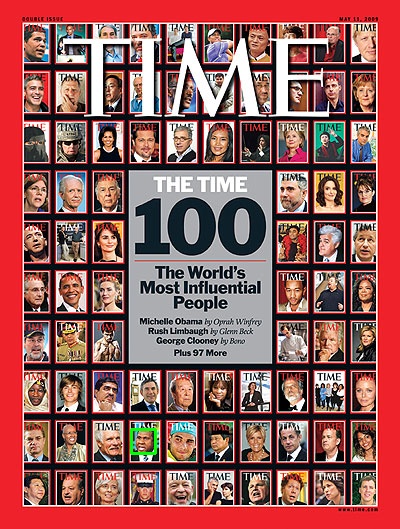 DOUBLE ISSUE
MAY 11, 2009
TIME
THE TIME
100
The World's
Most Influential
People
Michelle Obama by Oprah Winfrey
Rush Limbaugh by Glenn Beck
George Clooney by Bono
Plus 97 More
www.time.com